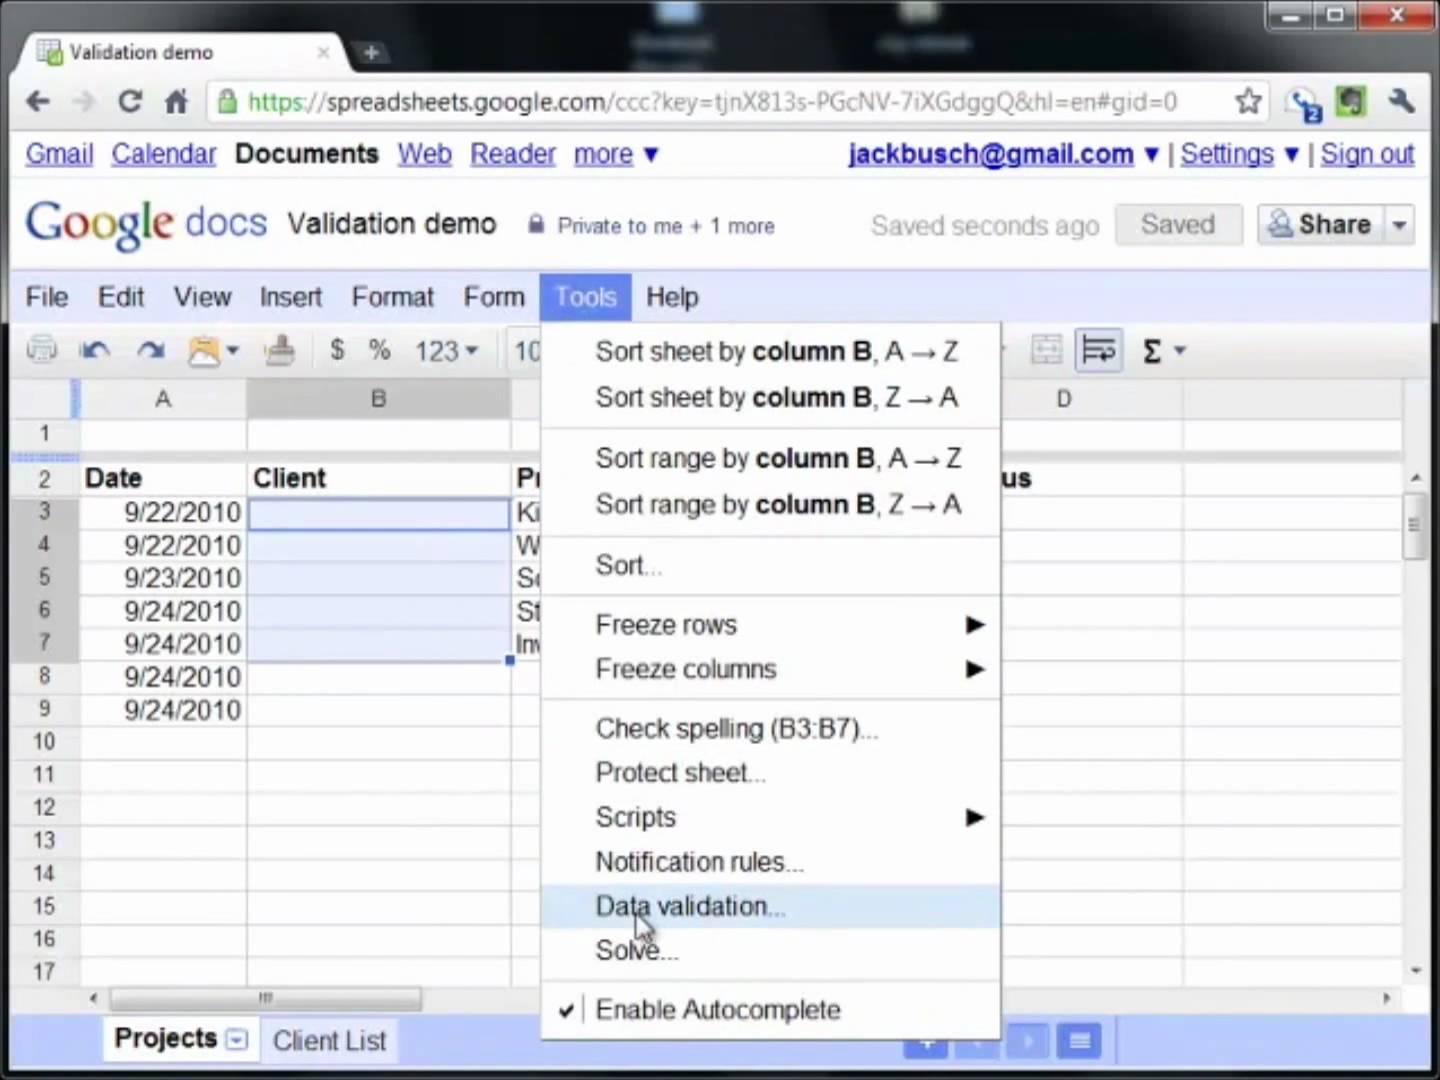 Validation demo
https://spreadsheets.google.com/ccc?key=tjnX813s-PGcNV-7iXGdggQ&hl=en#gid=0
2
Gmail Calendar Documents Web Reader more ▼ jackbusch@gmail.com ▼ | Settings ▼ | Sign out
Google docs Validation demo Private to me + 1 more Saved seconds ago Saved Share
File Edit View Insert Format Form Tools Help
$ % 123 10 Σ
A B D
1
2 Date Client Pr us
3 9/22/2010 Ki
4 9/22/2010 W
5 9/23/2010 So
6 9/24/2010 St
7 9/24/2010 Inv
8 9/24/2010
9 9/24/2010
10
11
12
13
14
15
16
17
Sort sheet by column B, A → Z
Sort sheet by column B, Z → A
Sort range by column B, A → Z
Sort range by column B, Z → A
Sort...
Freeze rows ▶
Freeze columns ▶
Check spelling (B3:B7)...
Protect sheet...
Scripts ▶
Notification rules...
Data validation...
Solve...
✓ Enable Autocomplete
Projects Client List